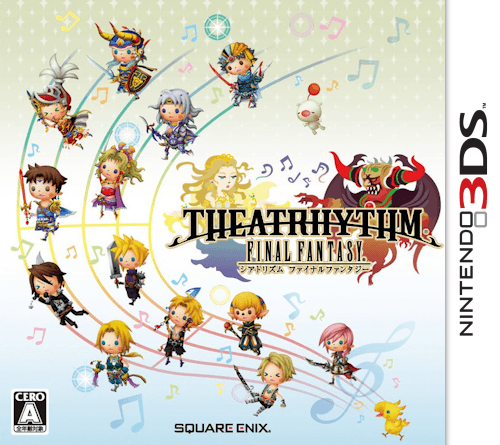 NINTENDO 3DS™
THEATRHYTHM
FINAL FANTASY®
シアトリズム ファイナルファンタジー
CERO
A
全年齢対象
SQUARE ENIX®